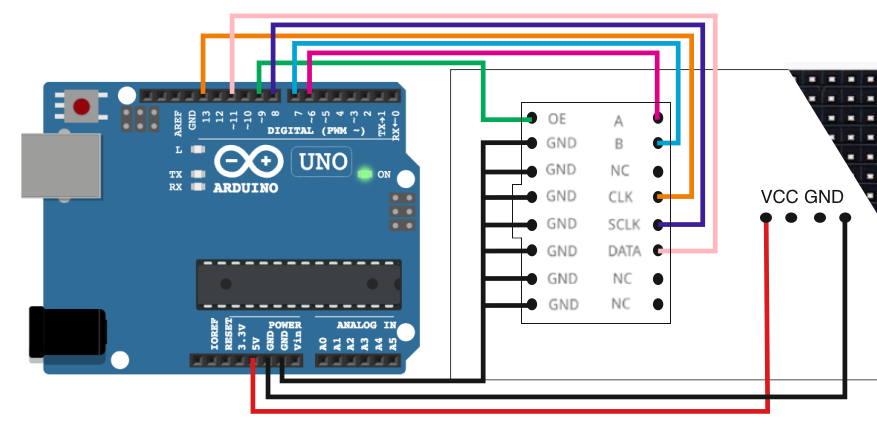 AREF
GND
13
12
~11
~10
~9
8
7
~6
~5
4
~3
2
TX→1
RX←0
DIGITAL (PWM ~)
L
TX
RX
UNO
ARDUINO
ON
IOREF
RESET
3.3V
5V
GND
GND
Vin
POWER
ANALOG IN
A0
A1
A2
A3
A4
A5
OE A
GND B
GND NC
GND CLK
GND SCLK
GND DATA
GND NC
GND NC
VCC GND